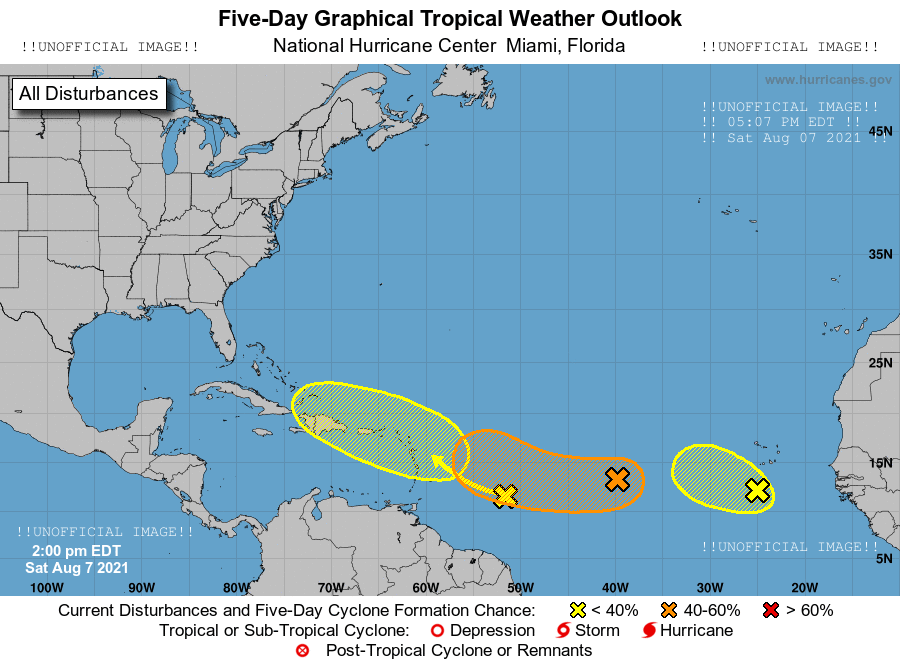 Five-Day Graphical Tropical Weather Outlook
!!UNOFFICIAL IMAGE!! National Hurricane Center Miami, Florida !!UNOFFICIAL IMAGE!!
www.hurricanes.gov
All Disturbances
!!UNOFFICIAL IMAGE!!
!! 05:07 PM EDT !!
45N
!! Sat Aug 07 2021 !!
35N
25N
15N
!!UNOFFICIAL IMAGE!!
2:00 pm EDT
Sat Aug 7 2021
!!UNOFFICIAL IMAGE!!
5N
100W 90W 80W 70W 60W 50W 40W 30W 20W
Current Disturbances and Five-Day Cyclone Formation Chance: < 40% 40-60% > 60%
Tropical or Sub-Tropical Cyclone: Depression Storm Hurricane
Post-Tropical Cyclone or Remnants